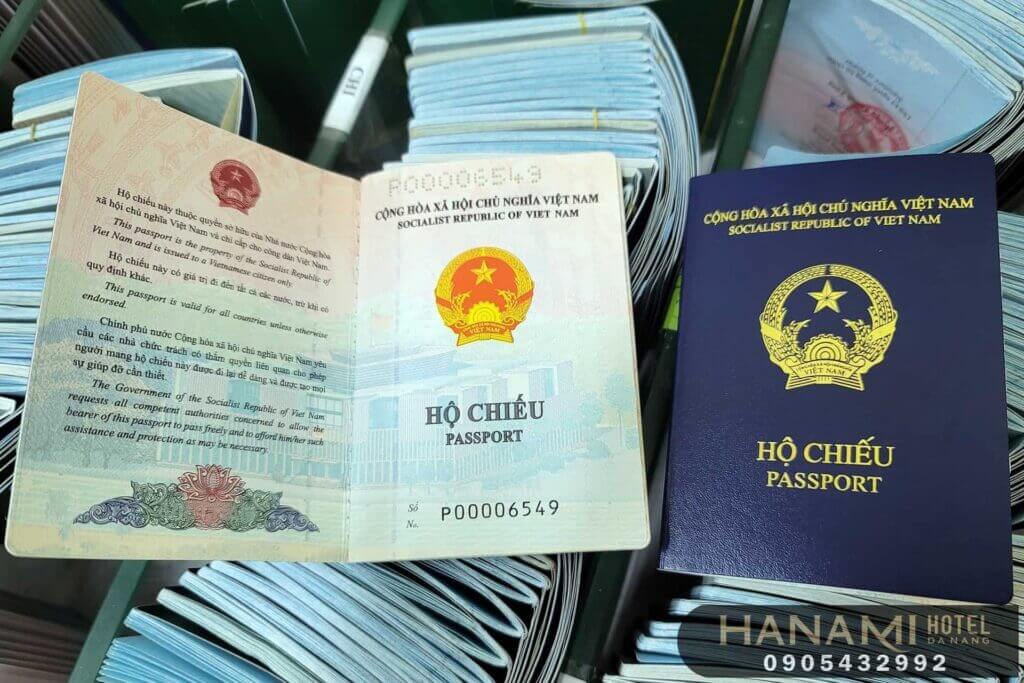 CHI
Hộ chiếu này thuộc quyền sở hữu của Nhà nước Cộng hòa
xã hội chủ nghĩa Việt Nam và chỉ cấp cho công dân Việt Nam.
This passport is the property of the Socialist Republic of
Viet Nam and is issued to a Vietnamese citizen only.
Hộ chiếu này có giá trị đi đến tất cả các nước, trừ khi có
quy định khác.
This passport is valid for all countries unless otherwise
endorsed.
Chính phủ nước Cộng hòa xã hội chủ nghĩa Việt Nam yêu
cầu các nhà chức trách có thẩm quyền liên quan cho phép
người mang hộ chiếu này được đi lại dễ dàng và được tạo mọi
sự giúp đỡ cần thiết.
The Government of the Socialist Republic of Viet Nam
requests all competent authorities concerned to allow the
bearer of this passport to pass freely and to afford him/her such
assistance and protection as may be necessary.
P00006549
CỘNG HÒA XÃ HỘI CHỦ NGHĨA VIỆT NAM
SOCIALIST REPUBLIC OF VIET NAM
VIỆT NAM
HỘ CHIẾU
PASSPORT
Số
No.
P00006549
CỘNG HÒA XÃ HỘI CHỦ NGHĨA VIỆT NAM
SOCIALIST REPUBLIC OF VIET NAM
VIỆT NAM
HỘ CHIẾU
PASSPORT
HANAMI HOTEL
DANANG
0905432992